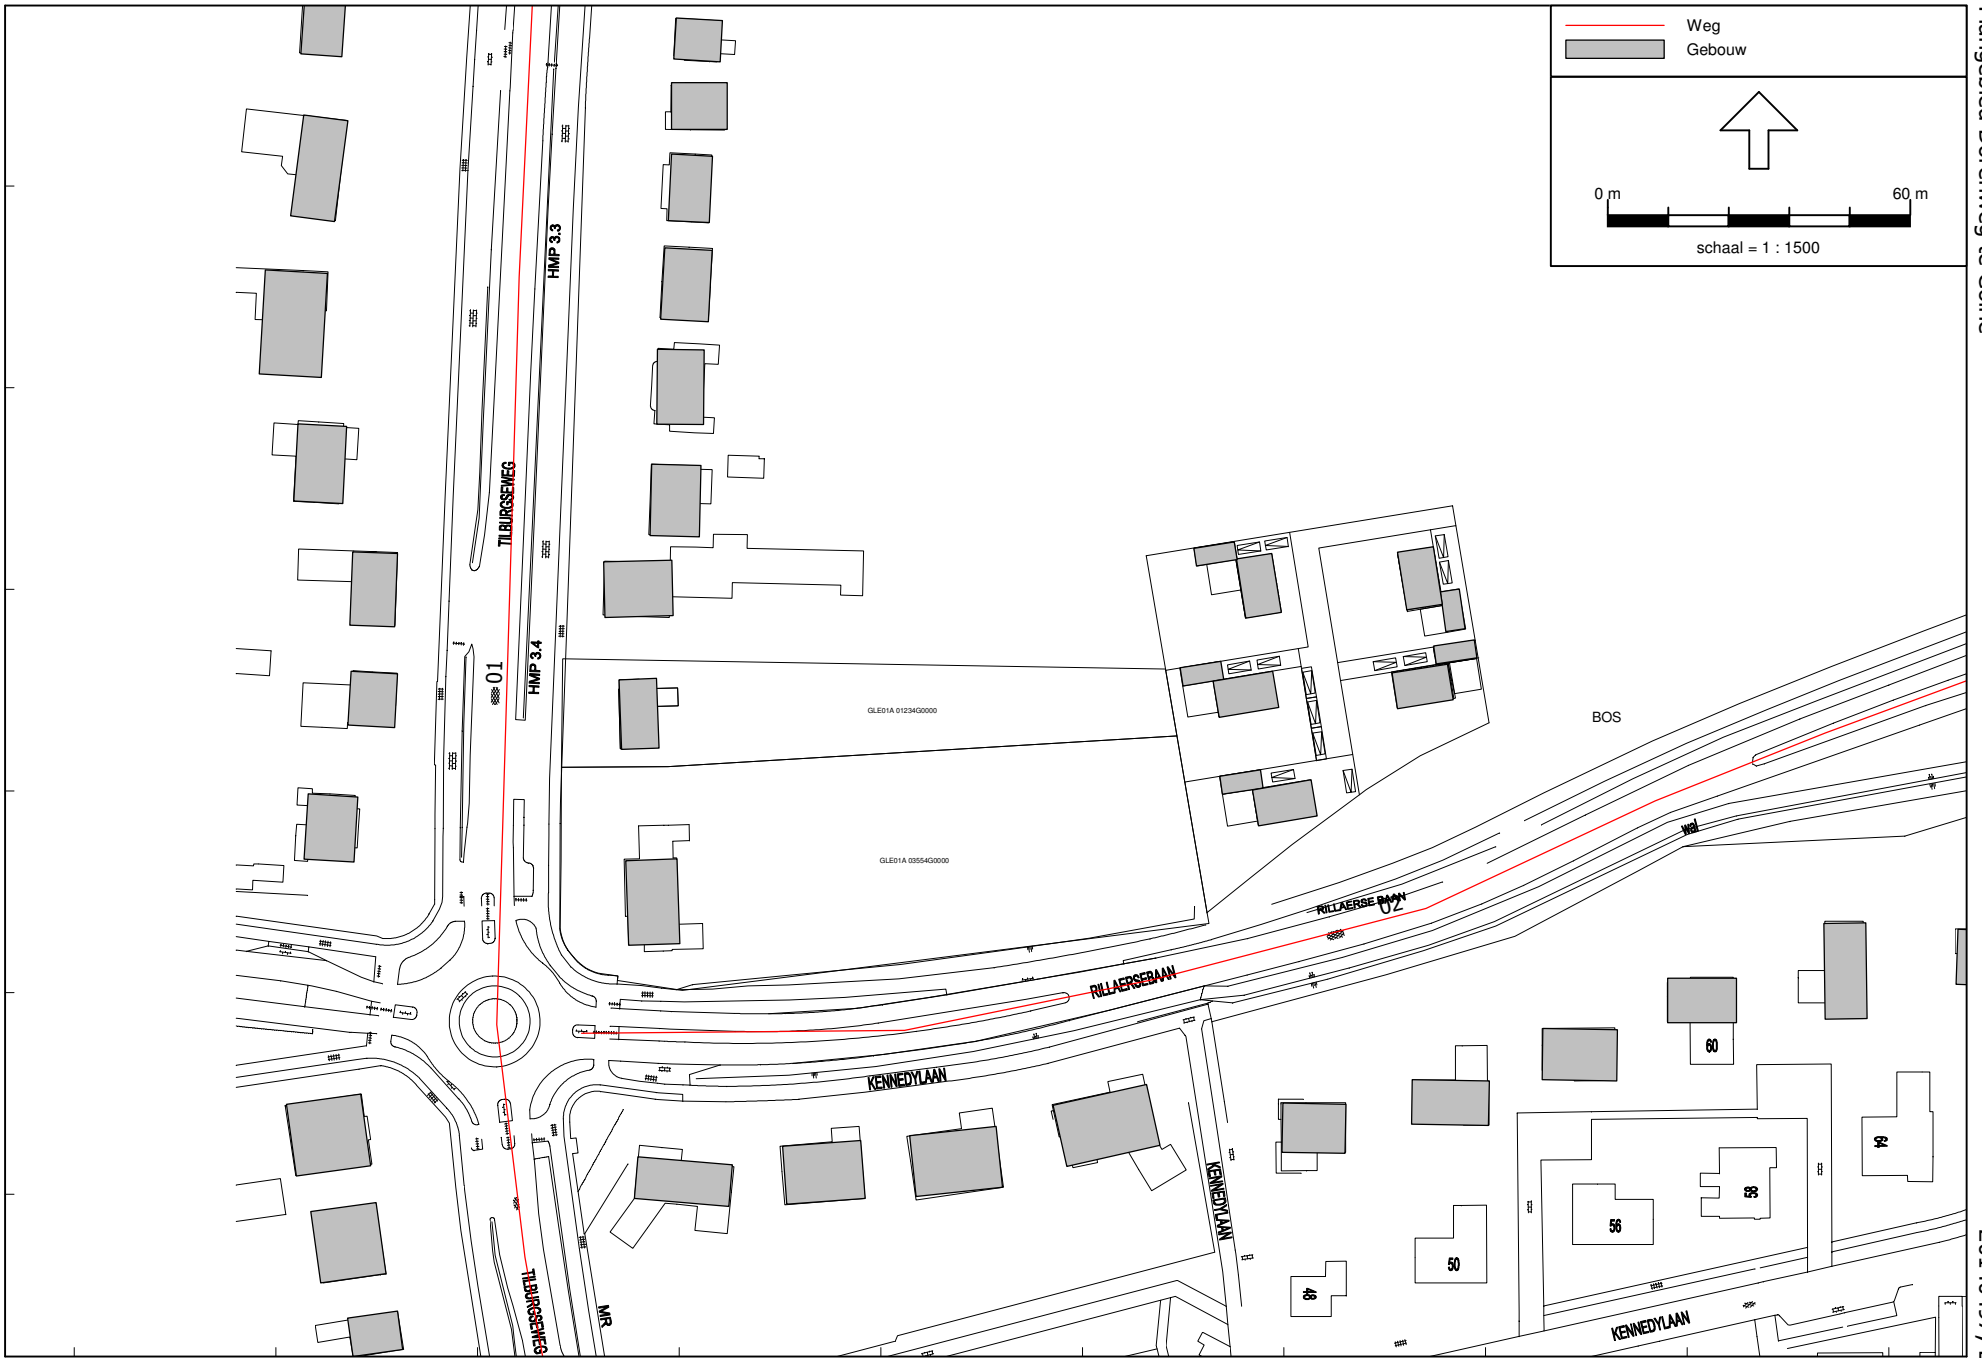 Weg
Gebouw
0 m
60 m
schaal = 1 : 1500
HMP 3.3
TILBURGSEWEG
HMP 3.4
01
GLE01A 01234G0000
GLE01A 03554G0000
BOS
wal
RILLAERSE BAAN
02
RILLAERSEBAAN
KENNEDYLAAN
KENNEDYLAAN
60
64
58
56
50
48
KENNEDYLAAN
TILBURGSEWEG
MR